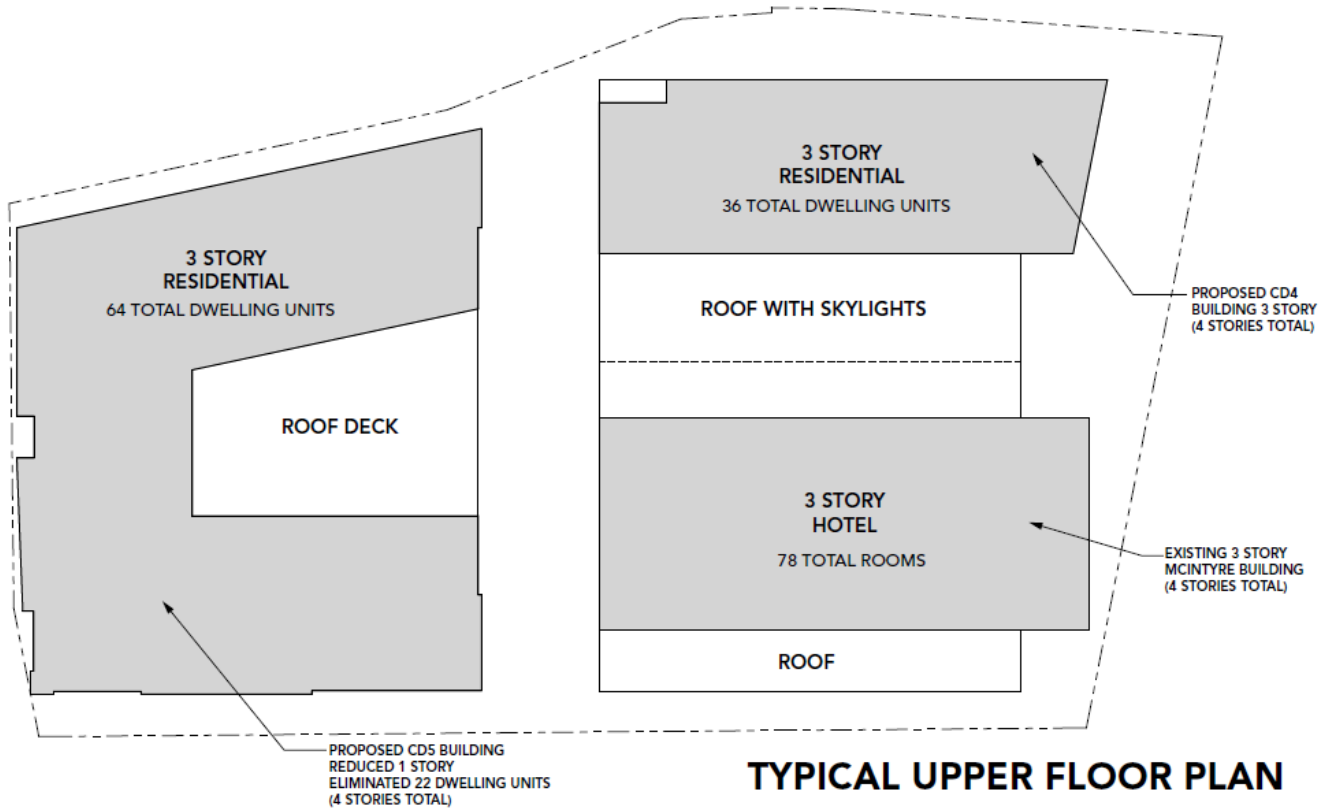 3 STORY
RESIDENTIAL
36 TOTAL DWELLING UNITS
3 STORY
RESIDENTIAL
64 TOTAL DWELLING UNITS
ROOF WITH SKYLIGHTS
PROPOSED CD4
BUILDING 3 STORY
(4 STORIES TOTAL)
ROOF DECK
3 STORY
HOTEL
78 TOTAL ROOMS
EXISTING 3 STORY
MCINTYRE BUILDING
(4 STORIES TOTAL)
ROOF
PROPOSED CD5 BUILDING
REDUCED 1 STORY
ELIMINATED 22 DWELLING UNITS
(4 STORIES TOTAL)
TYPICAL UPPER FLOOR PLAN